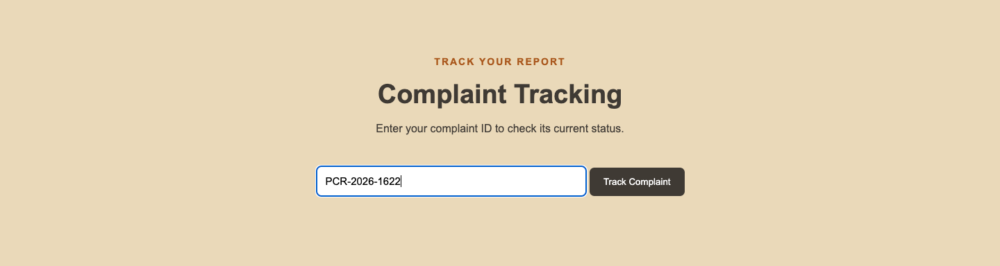 TRACK YOUR REPORT
Complaint Tracking
Enter your complaint ID to check its current status.
PCR-2026-1622
Track Complaint